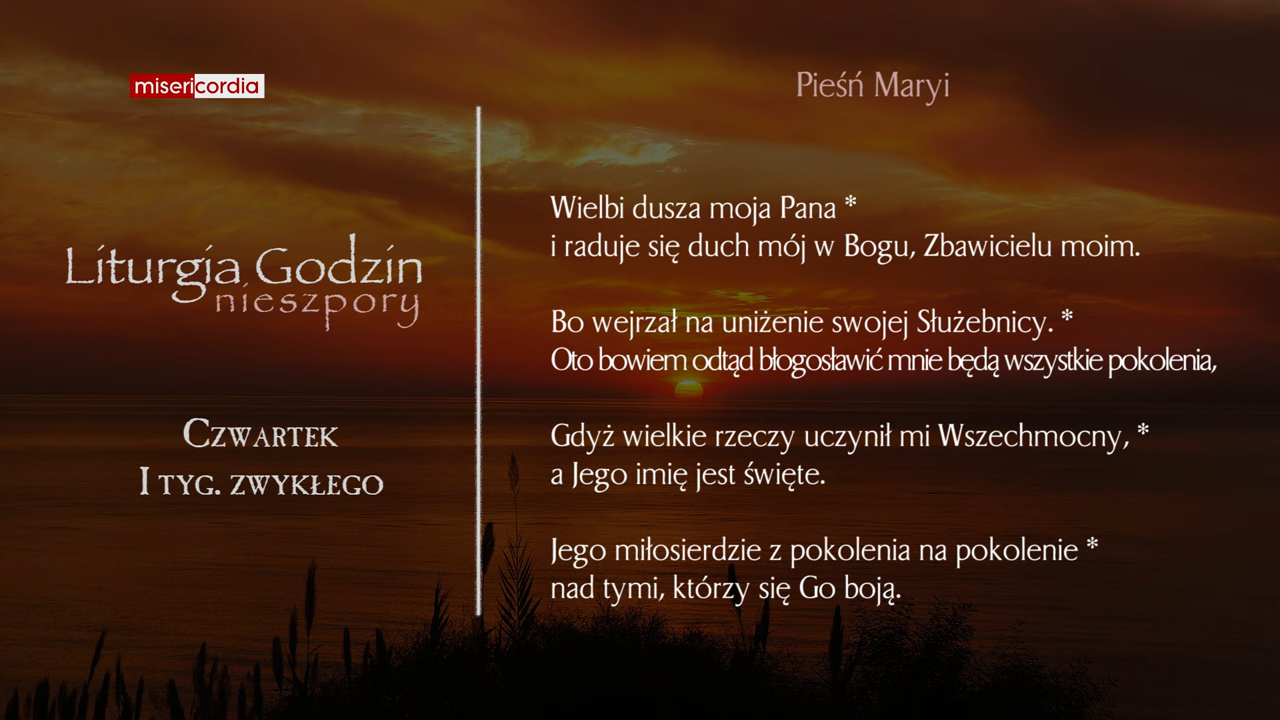 misericordia
Liturgia Godzin
nieszpory
Czwartek
I tyg. zwykłego
Pieśń Maryi
Wielbi dusza moja Pana *
i raduje się duch mój w Bogu, Zbawicielu moim.
Bo wejrzał na uniżenie swojej Służebnicy. *
Oto bowiem odtąd błogosławić mnie będą wszystkie pokolenia,
Gdyż wielkie rzeczy uczynił mi Wszechmocny, *
a Jego imię jest święte.
Jego miłosierdzie z pokolenia na pokolenie *
nad tymi, którzy się Go boją.